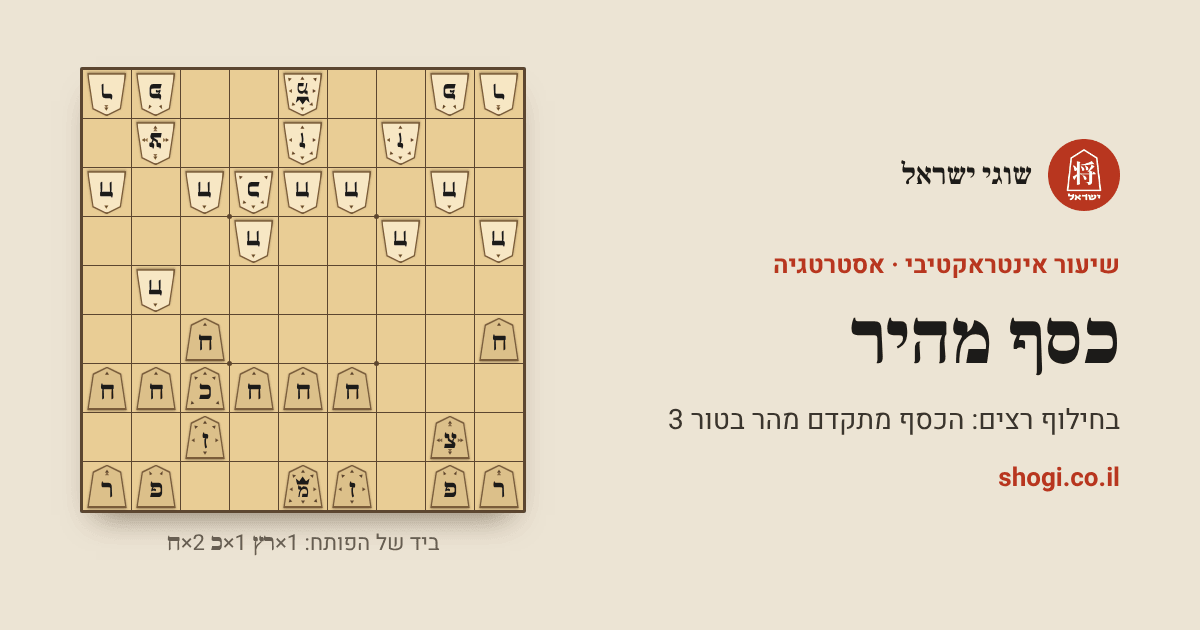 שוגי ישראל
将
ישראל
שיעור אינטראקטיבי · אסטרטגיה
כסף מהיר
בחילוף רצים: הכסף מתקדם מהר בטור 3
shogi.co.il
ר פ מ פ ר
ז ז צ
ח ח ח כ ח ח
ח ח ח
ח
ח ח
ח ח ח כ ח ח
צ ז
ר פ ז מ פ ר
ביד של הפותח: 1×רץ 1×כ 2×ח